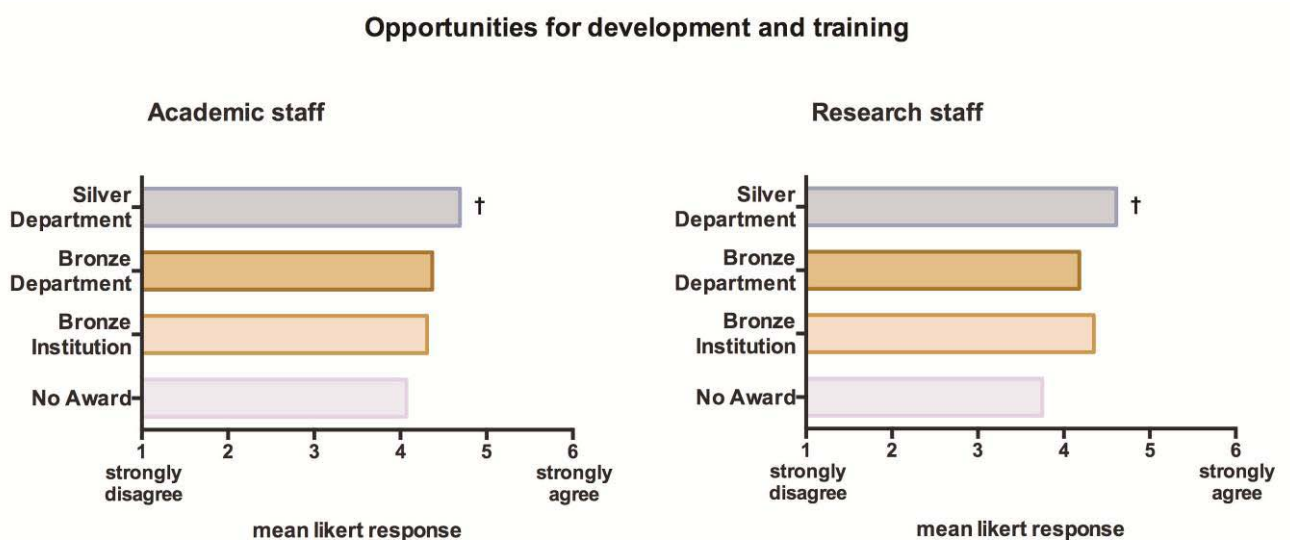 Opportunities for development and training
Academic staff
Silver
Department
†
Bronze
Department
Bronze
Institution
No Award
1
2
3
4
5
6
strongly
disagree
strongly
agree
mean likert response
Research staff
Silver
Department
†
Bronze
Department
Bronze
Institution
No Award
1
2
3
4
5
6
strongly
disagree
strongly
agree
mean likert response